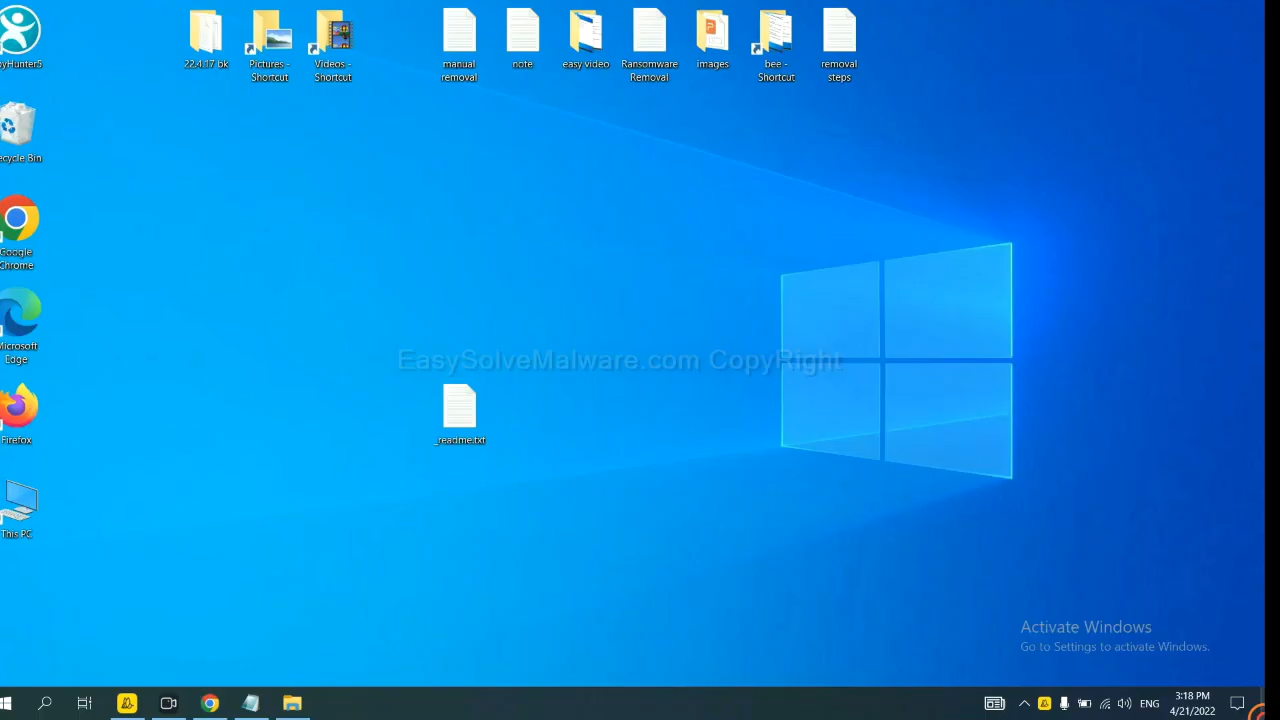 22.4.17 bk
Pictures -
Shortcut
Videos -
Shortcut
manual
removal
note
easy video
Ransomware
Removal
images
bee -
Shortcut
removal
steps
yHunter5
ecycle Bin
Google
Chrome
Microsoft
Edge
Firefox
This PC
EasySolveMalware.com CopyRight
_readme.txt
Activate Windows
Go to Settings to activate Windows.
ENG
3:18 PM
4/21/2022